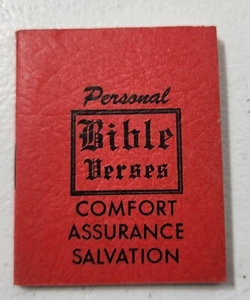 Personal
Bible
Verses
COMFORT
ASSURANCE
SALVATION